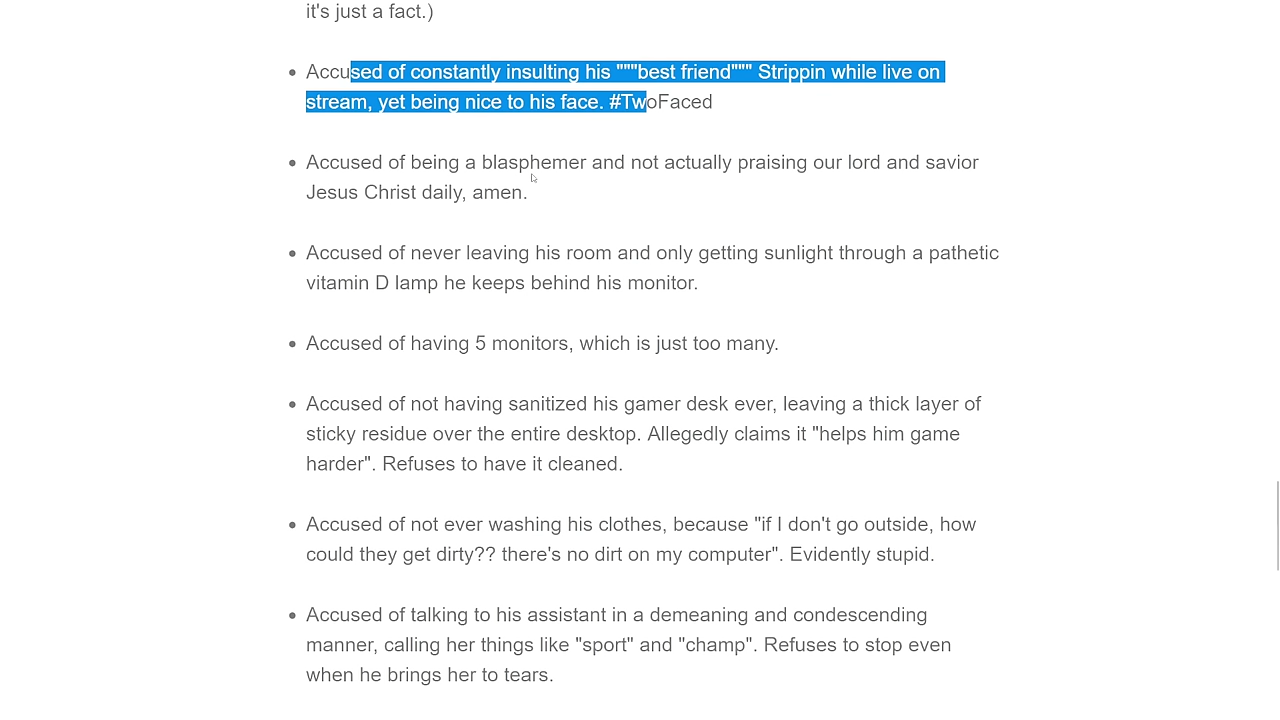 it's just a fact.)
• Accused of constantly insulting his """best friend""" Strippin while live on
stream, yet being nice to his face. #TwoFaced
• Accused of being a blasphemer and not actually praising our lord and savior
Jesus Christ daily, amen.
• Accused of never leaving his room and only getting sunlight through a pathetic
vitamin D lamp he keeps behind his monitor.
• Accused of having 5 monitors, which is just too many.
• Accused of not having sanitized his gamer desk ever, leaving a thick layer of
sticky residue over the entire desktop. Allegedly claims it "helps him game
harder". Refuses to have it cleaned.
• Accused of not ever washing his clothes, because "if I don't go outside, how
could they get dirty?? there's no dirt on my computer". Evidently stupid.
• Accused of talking to his assistant in a demeaning and condescending
manner, calling her things like "sport" and "champ". Refuses to stop even
when he brings her to tears.